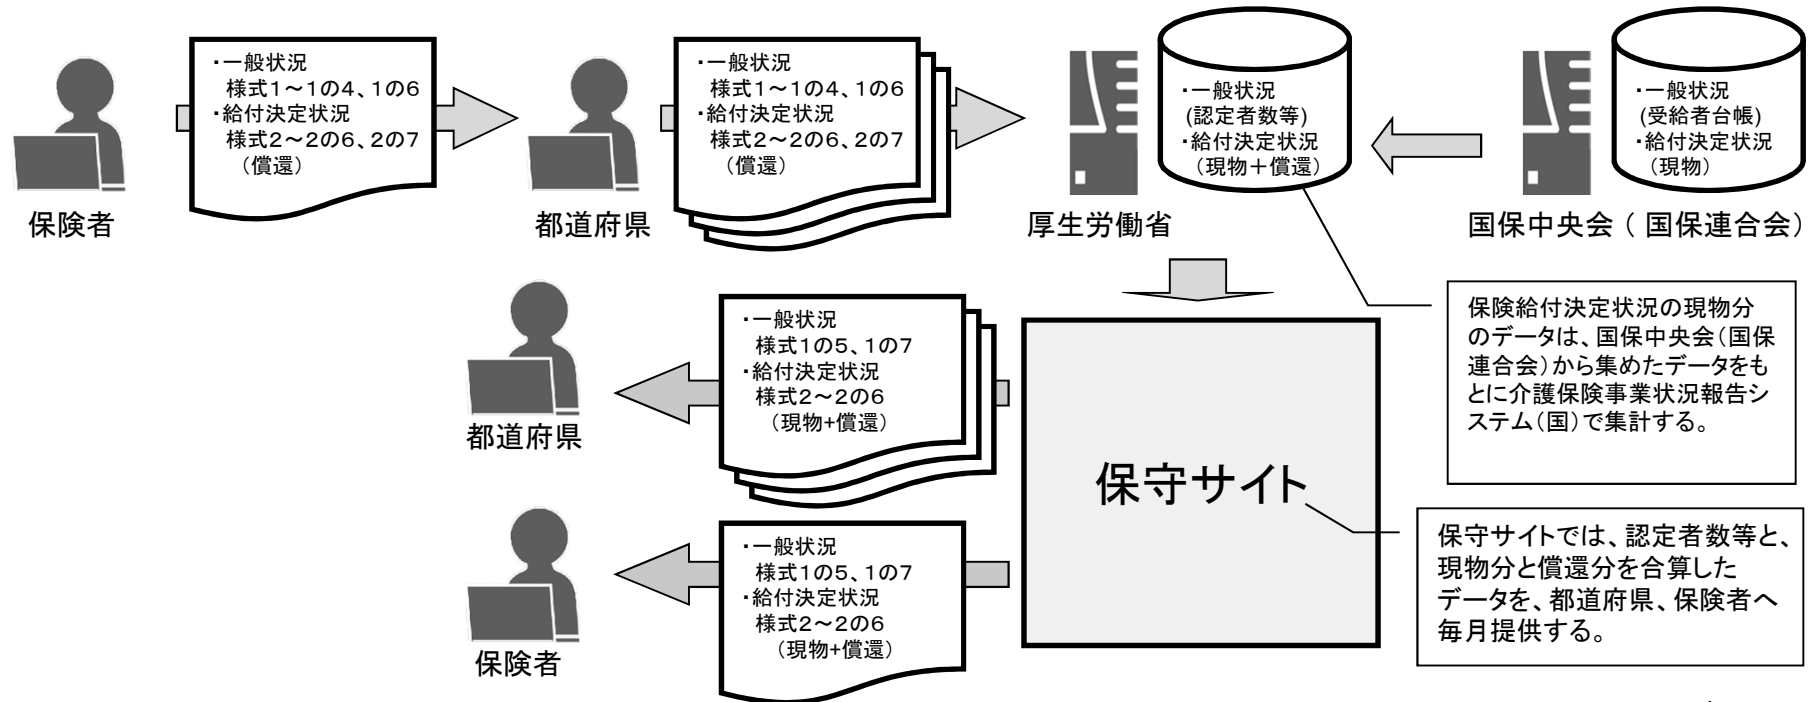 ・一般状況
様式1～1の4、1の6
・給付決定状況
様式2～2の6、2の7
（償還）
保険者
・一般状況
様式1～1の4、1の6
・給付決定状況
様式2～2の6、2の7
（償還）
都道府県
・一般状況
(認定者数等)
・給付決定状況
（現物＋償還）
厚生労働省
・一般状況
(受給者台帳)
・給付決定状況
（現物）
国保中央会（国保連合会）
保険給付決定状況の現物分
のデータは、国保中央会（国保
連合会）から集めたデータをも
とに介護保険事業状況報告シ
ステム（国）で集計する。
・一般状況
様式1の5、1の7
・給付決定状況
様式2～2の6
（現物+償還）
都道府県
保守サイト
保守サイトでは、認定者数等と、
現物分と償還分を合算した
データを、都道府県、保険者へ
毎月提供する。
・一般状況
様式1の5、1の7
・給付決定状況
様式2～2の6
（現物+償還）
保険者